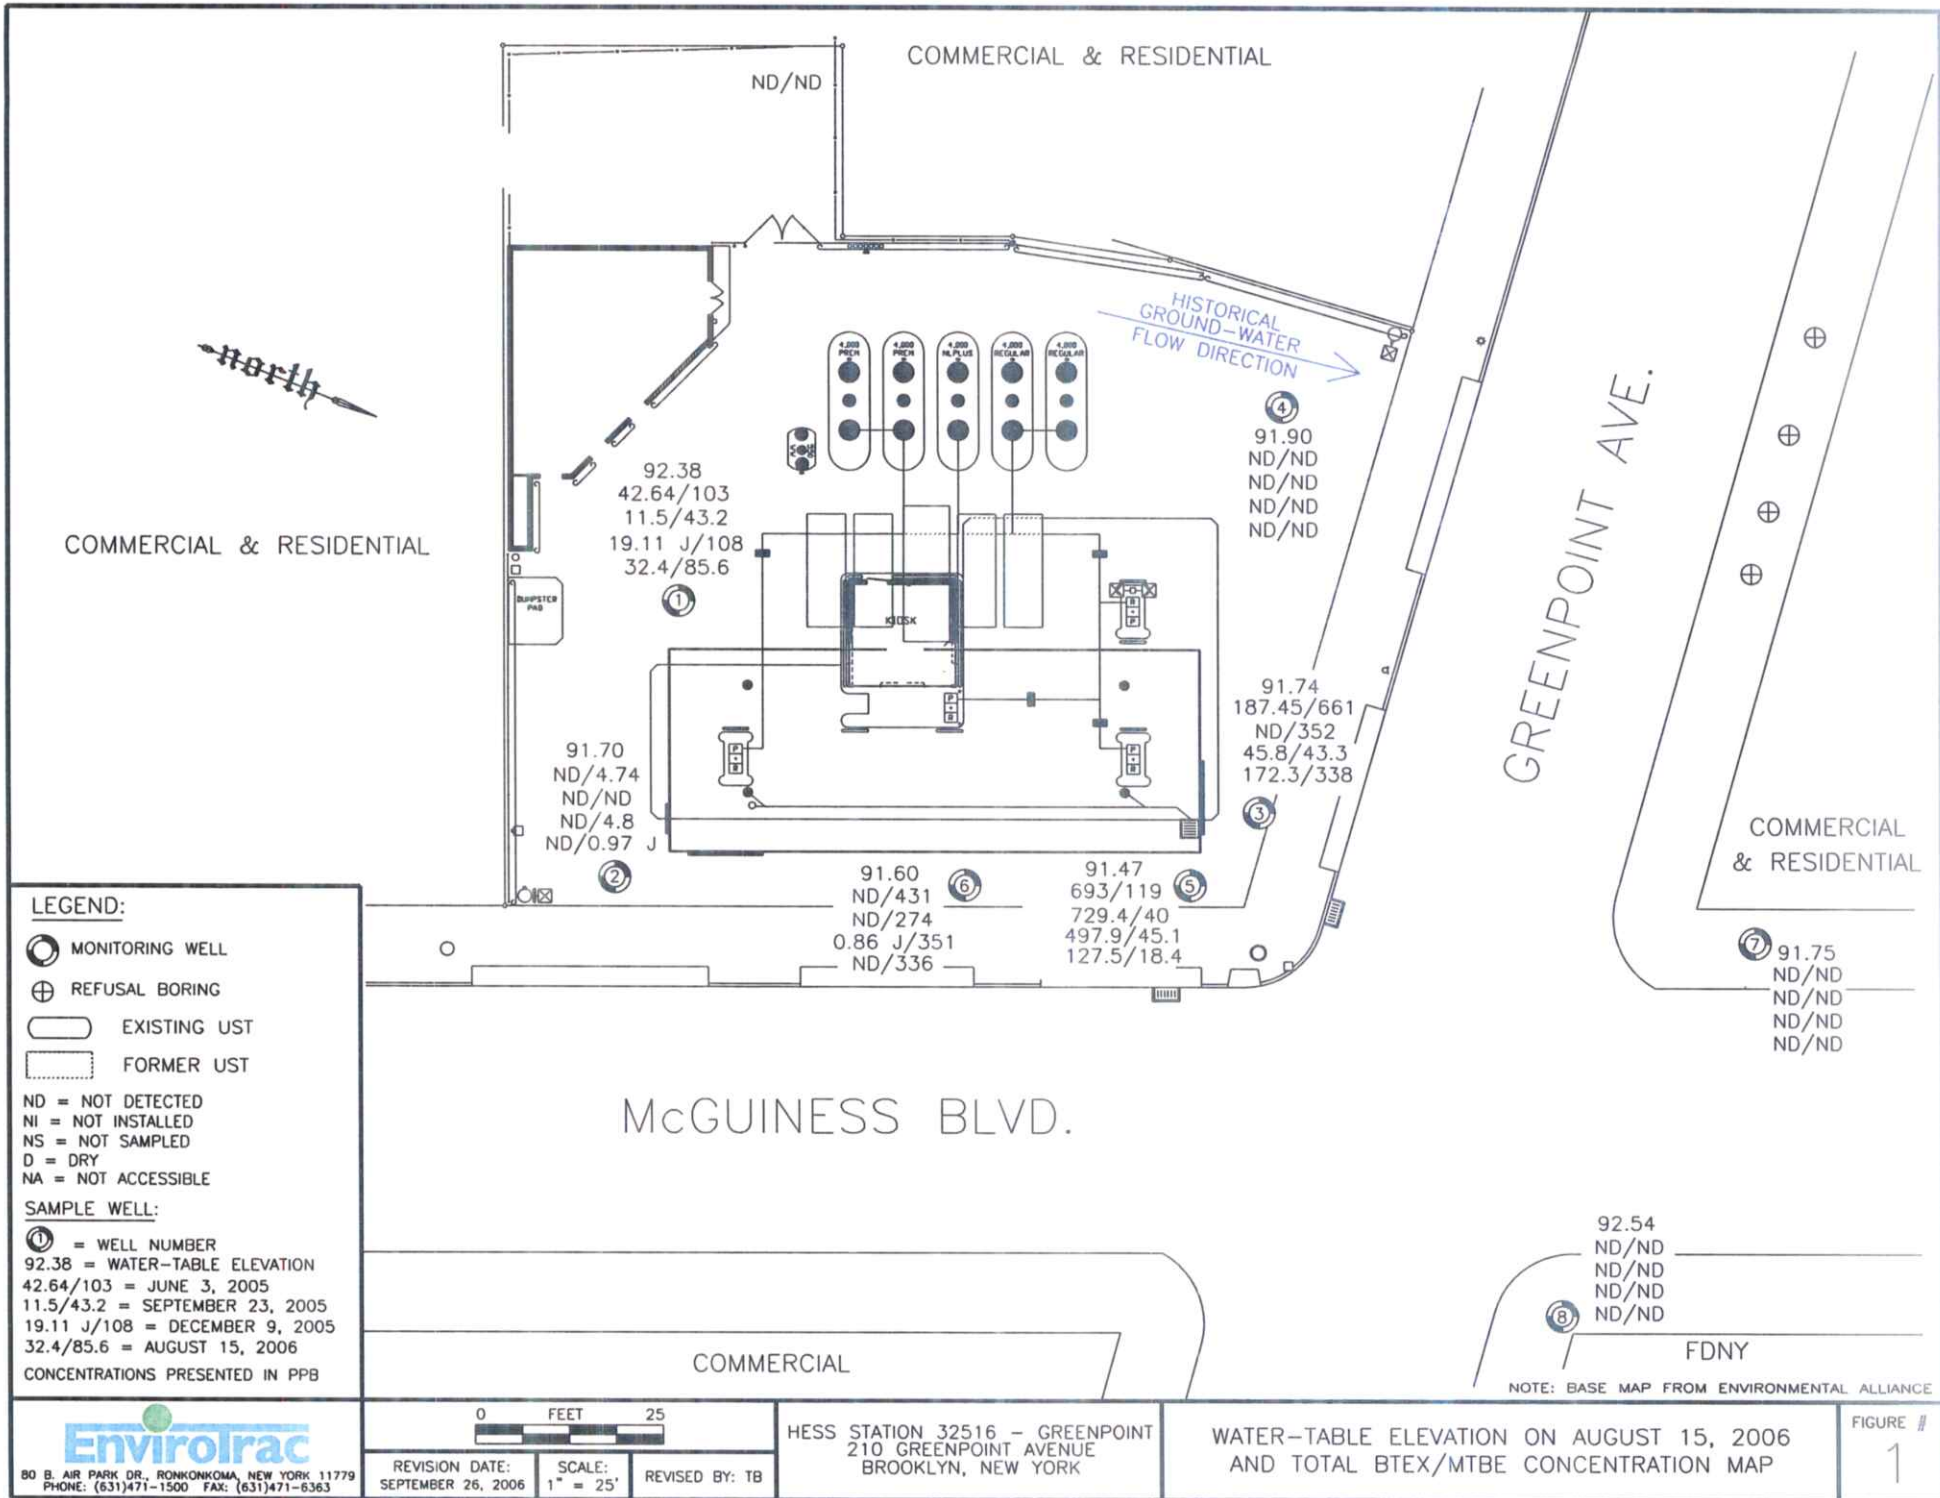 COMMERCIAL & RESIDENTIAL
ND/ND
HISTORICAL
GROUND-WATER
FLOW DIRECTION
north
4,000
PREM
4,000
PREM
4,000
NLPLUS
4,000
REGULAR
4,000
REGULAR
4
91.90
ND/ND
ND/ND
ND/ND
ND/ND
GREENPOINT AVE.
COMMERCIAL & RESIDENTIAL
92.38
42.64/103
11.5/43.2
19.11 J/108
32.4/85.6
1
DUMPSTER
PAD
KIOSK
91.74
187.45/661
ND/352
45.8/43.3
172.3/338
3
91.70
ND/4.74
ND/ND
ND/4.8
ND/0.97 J
2
91.60
ND/431
ND/274
0.86 J/351
ND/336
6
91.47
693/119
729.4/40
497.9/45.1
127.5/18.4
5
COMMERCIAL
& RESIDENTIAL
7
91.75
ND/ND
ND/ND
ND/ND
ND/ND
McGUINESS BLVD.
92.54
ND/ND
ND/ND
ND/ND
ND/ND
8
FDNY
COMMERCIAL
NOTE: BASE MAP FROM ENVIRONMENTAL ALLIANCE
LEGEND:
MONITORING WELL
REFUSAL BORING
EXISTING UST
FORMER UST
ND = NOT DETECTED
NI = NOT INSTALLED
NS = NOT SAMPLED
D = DRY
NA = NOT ACCESSIBLE
SAMPLE WELL:
1 = WELL NUMBER
92.38 = WATER-TABLE ELEVATION
42.64/103 = JUNE 3, 2005
11.5/43.2 = SEPTEMBER 23, 2005
19.11 J/108 = DECEMBER 9, 2005
32.4/85.6 = AUGUST 15, 2006
CONCENTRATIONS PRESENTED IN PPB
EnviroTrac
80 B. AIR PARK DR., RONKONKOMA, NEW YORK 11779
PHONE: (631)471-1500 FAX: (631)471-6363
0 FEET 25
REVISION DATE:
SEPTEMBER 26, 2006
SCALE:
1" = 25'
REVISED BY: TB
HESS STATION 32516 - GREENPOINT
210 GREENPOINT AVENUE
BROOKLYN, NEW YORK
WATER-TABLE ELEVATION ON AUGUST 15, 2006
AND TOTAL BTEX/MTBE CONCENTRATION MAP
FIGURE #
1